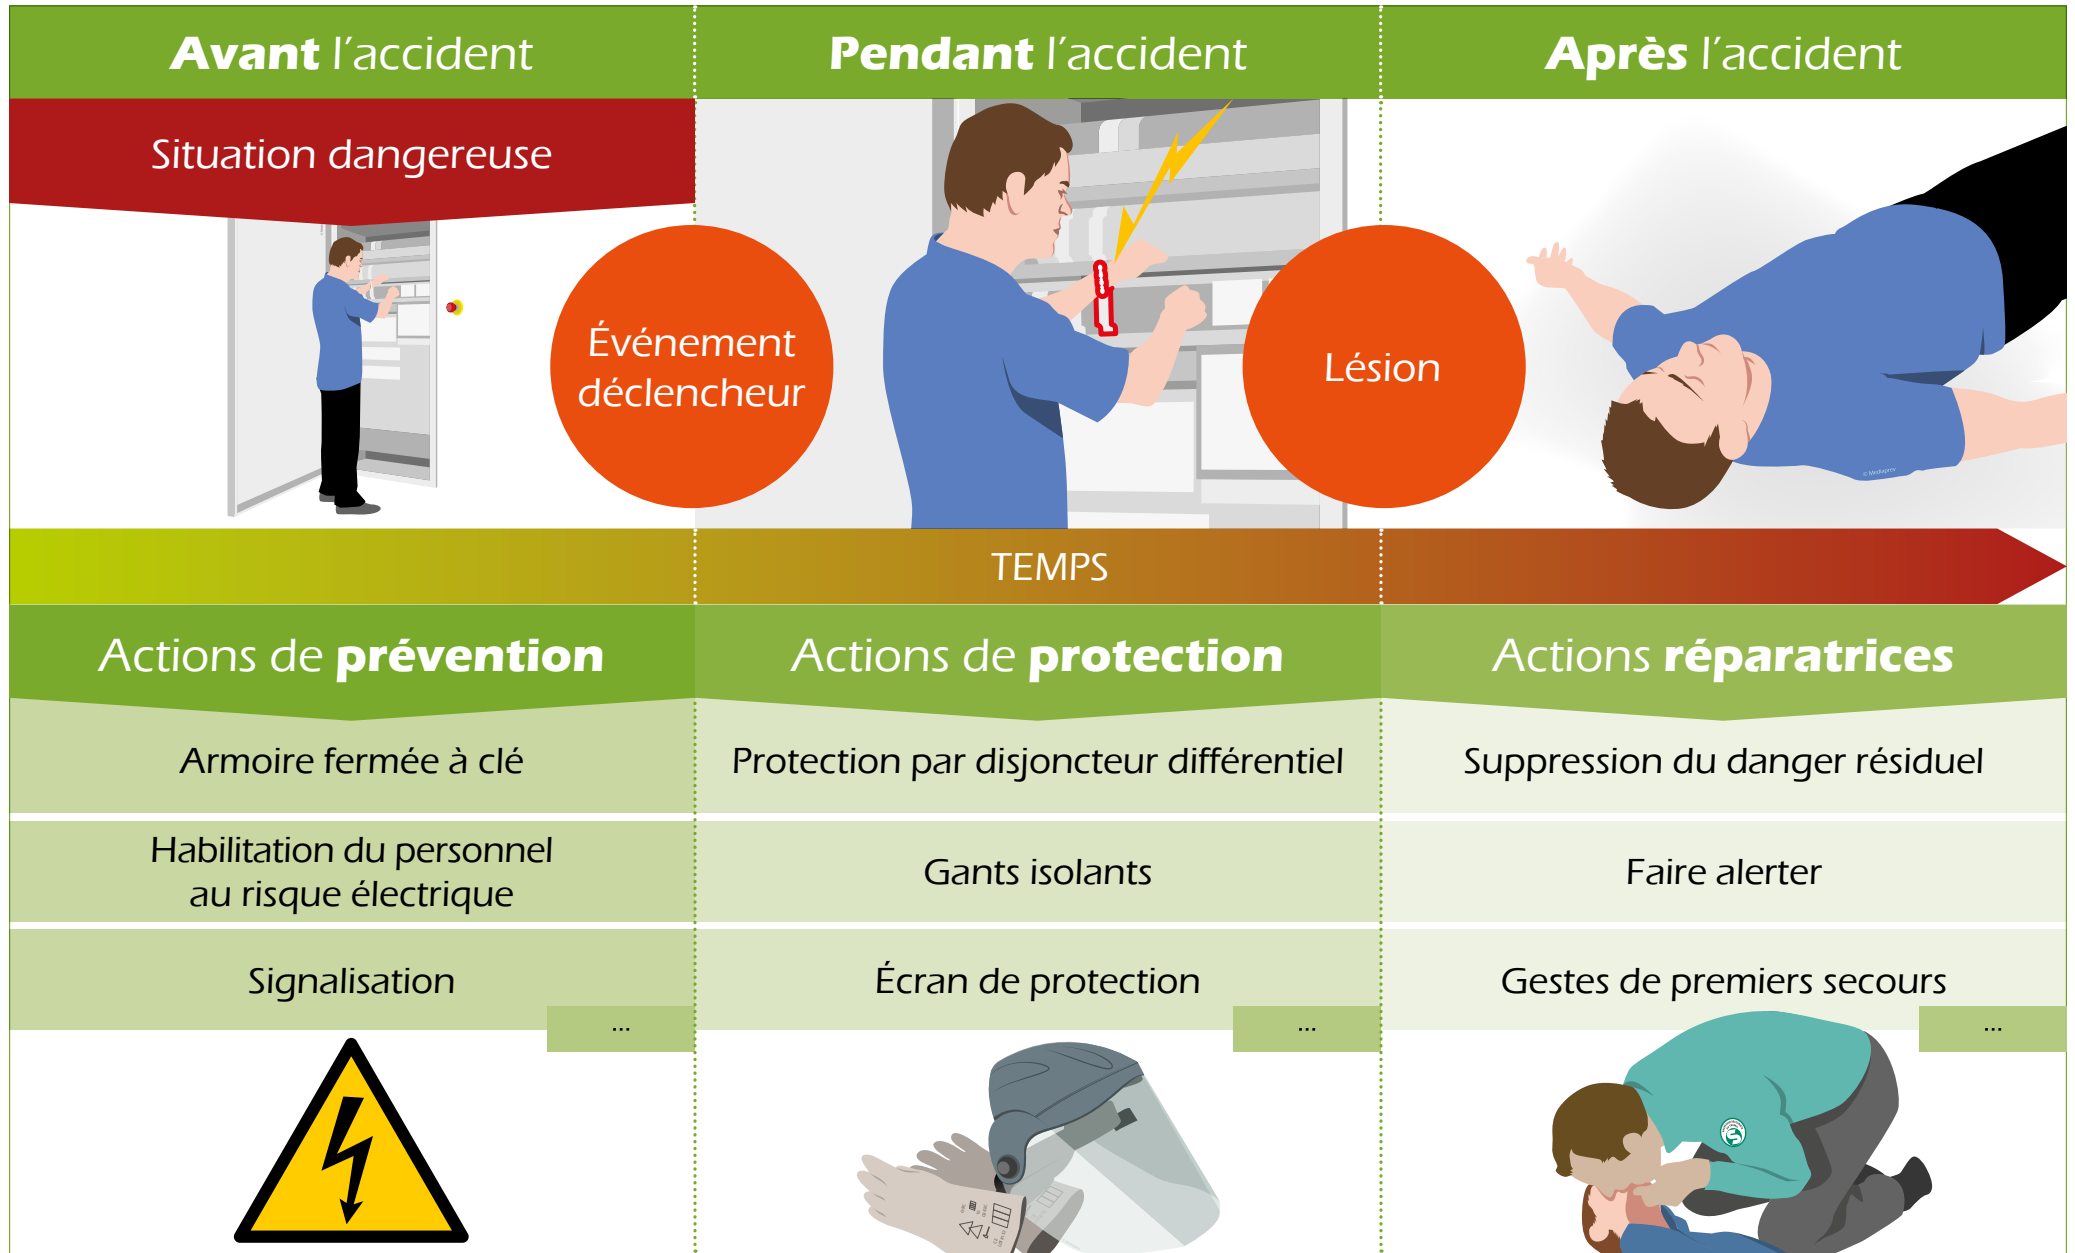 Avant l'accident
Pendant l'accident
Après l'accident
Situation dangereuse
Événement
déclencheur
Lésion
© Mediaprev
TEMPS
Actions de prévention
Actions de protection
Actions réparatrices
Armoire fermée à clé
Protection par disjoncteur différentiel
Suppression du danger résiduel
Habilitation du personnel
au risque électrique
Gants isolants
Faire alerter
Signalisation
Écran de protection
Gestes de premiers secours
...
...
...